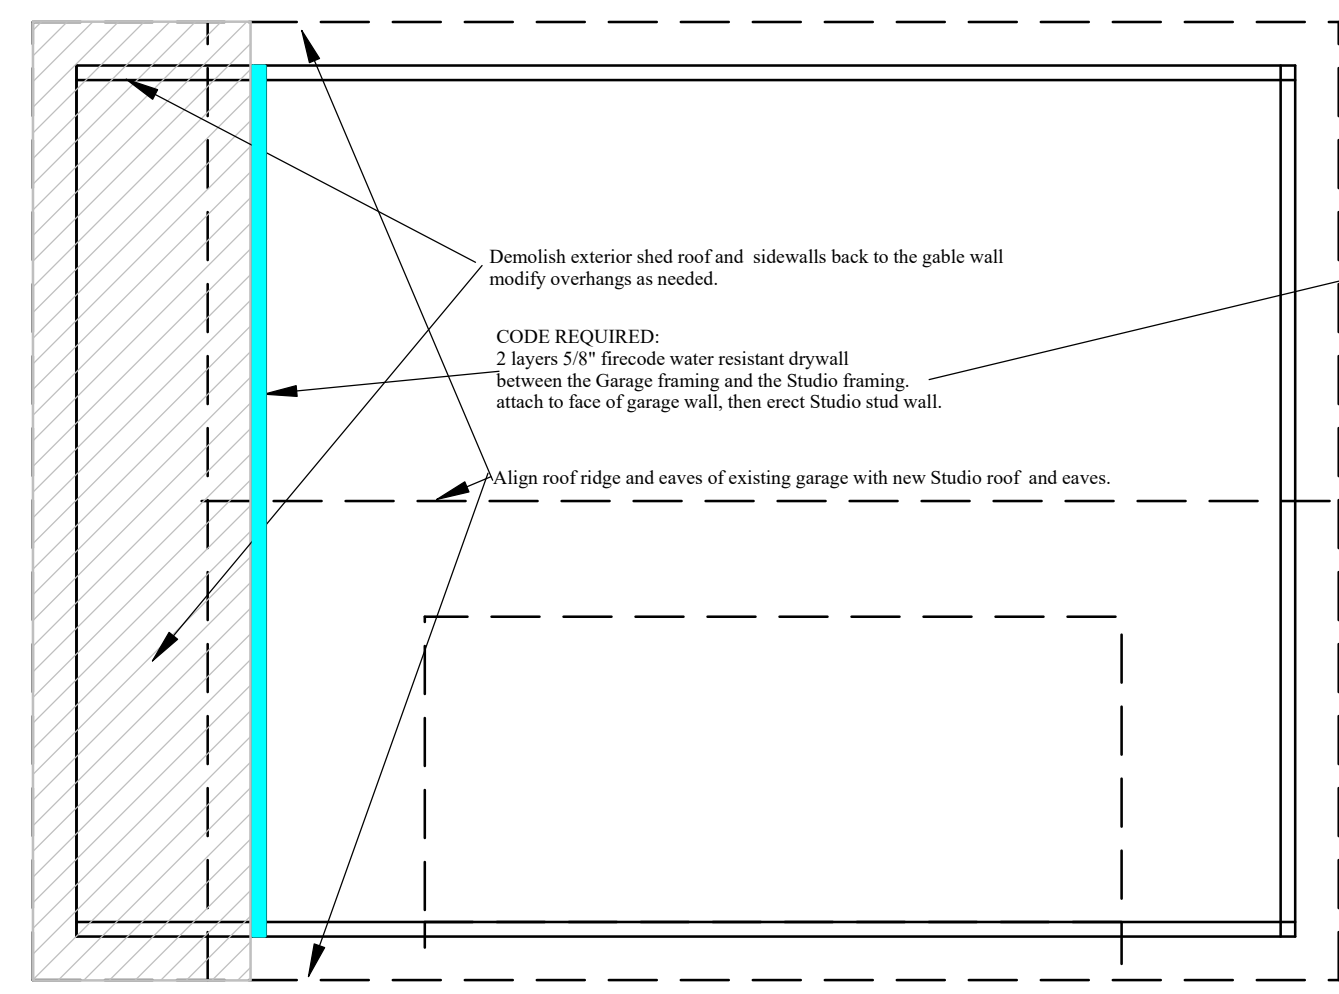 Demolish exterior shed roof and  sidewalls back to the gable wall
modify overhangs as needed.
CODE REQUIRED:
2 layers 5/8" firecode water resistant drywall
between the Garage framing and the Studio framing.
attach to face of garage wall, then erect Studio stud wall.
Align roof ridge and eaves of existing garage with new Studio roof  and eaves.